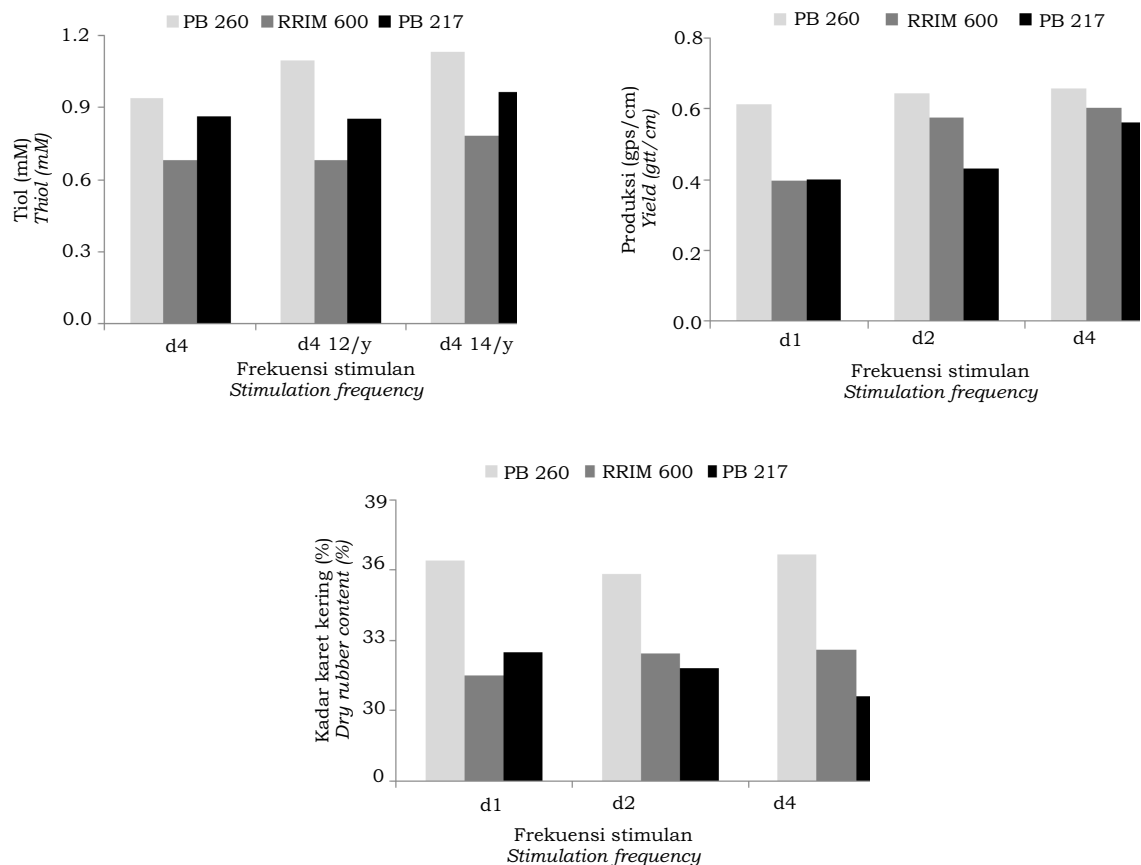 PB 260 RRIM 600 PB 217
1.2
0.9
0.6
0.3
0.0
Tiol (mM)
Thiol (mM)
d4 d4 12/y d4 14/y
Frekuensi stimulan
Stimulation frequency
PB 260 RRIM 600 PB 217
0.8
0.6
0.4
0.2
0.0
Produksi (gps/cm)
Yield (gtt/cm)
d1 d2 d4
Frekuensi stimulan
Stimulation frequency
PB 260 RRIM 600 PB 217
39
36
33
30
0
Kadar karet kering (%)
Dry rubber content (%)
d1 d2 d4
Frekuensi stimulan
Stimulation frequency